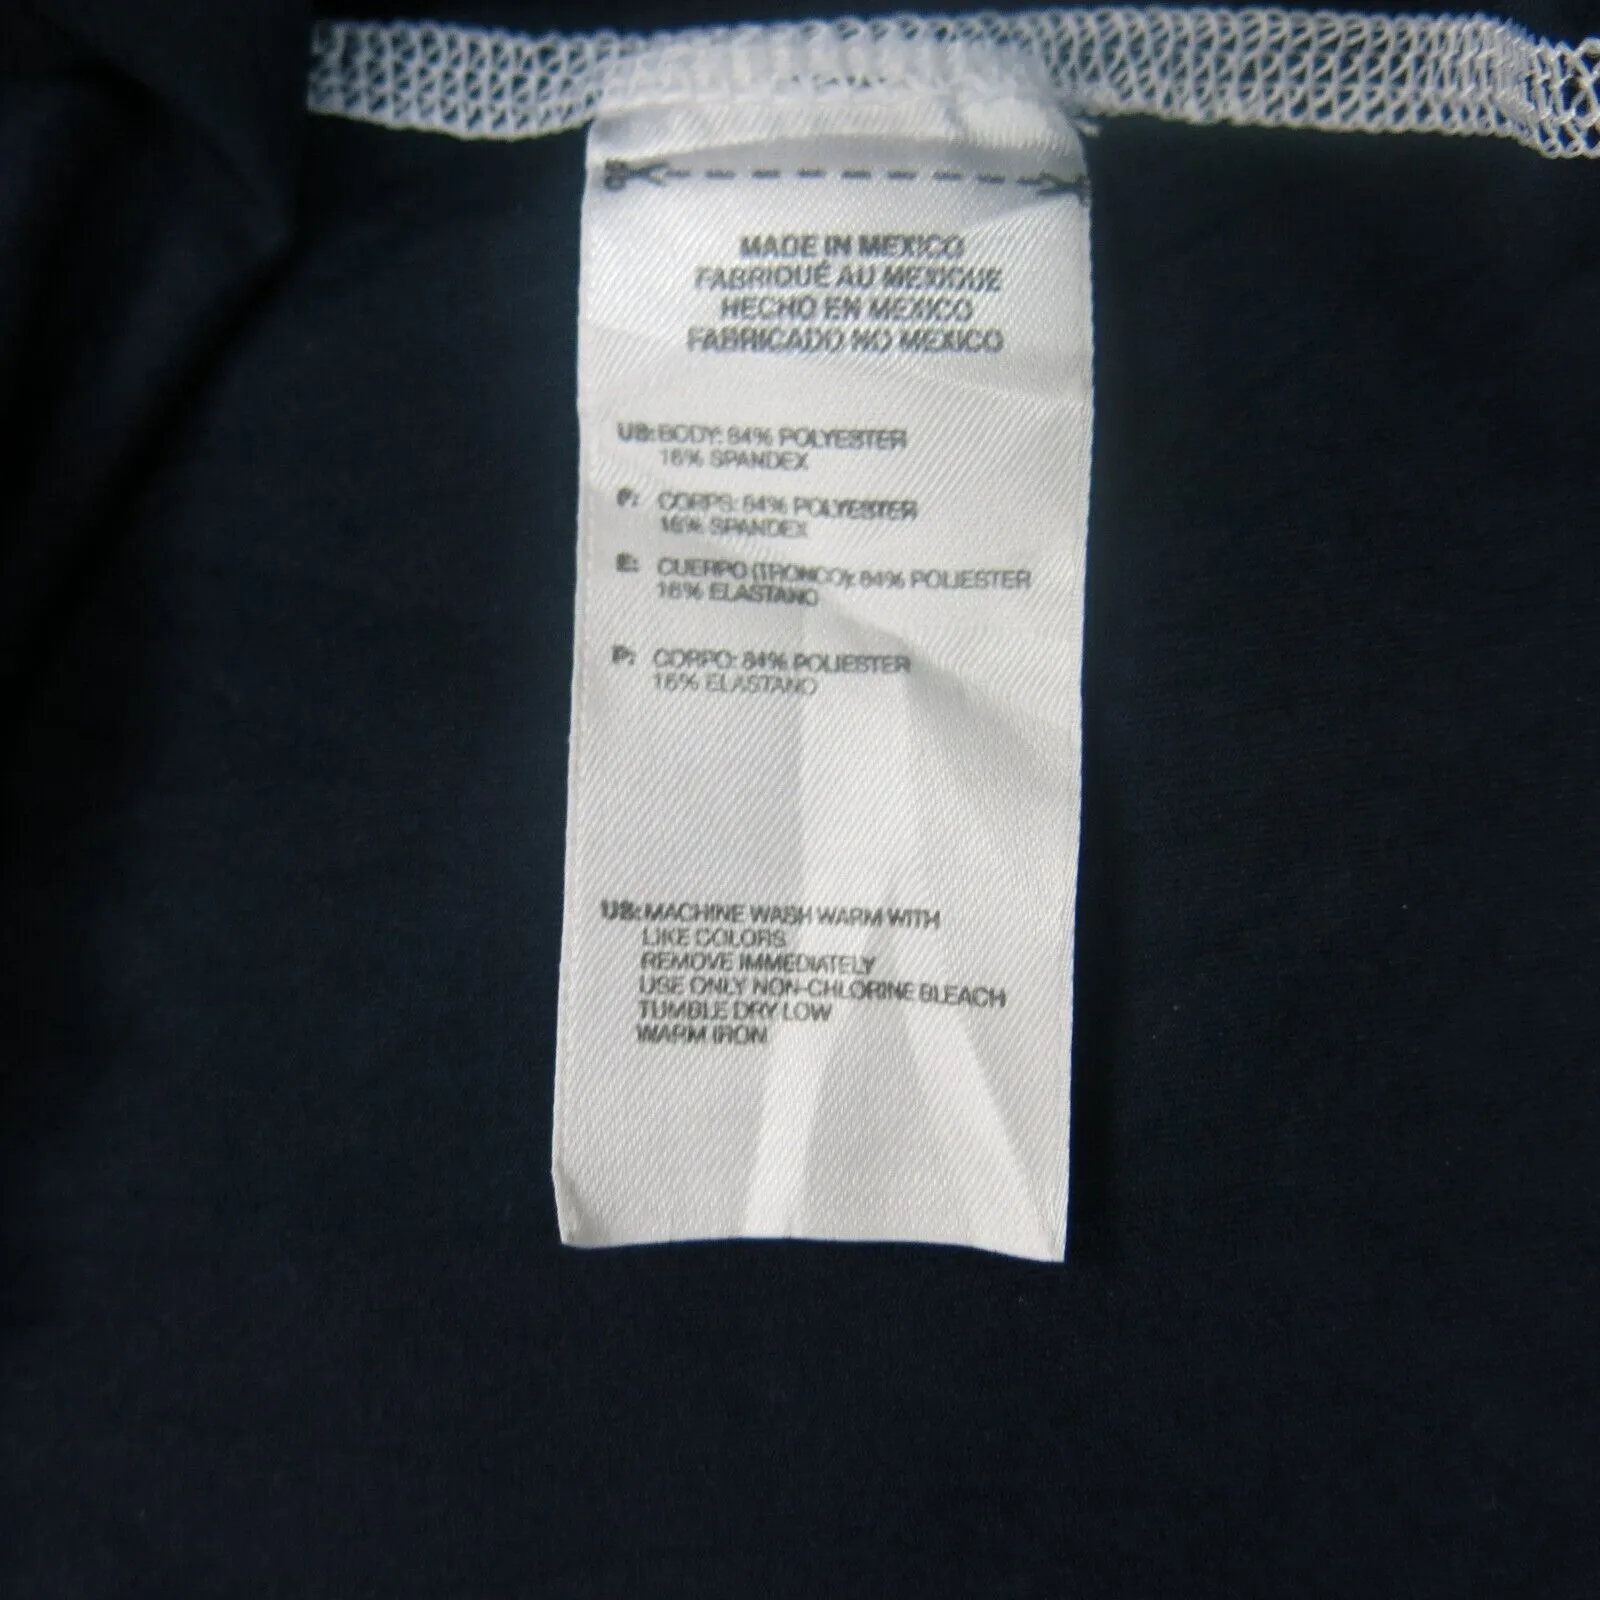 MADE IN MEXICO
FABRIQUÉ AU MEXIQUE
HECHO EN MEXICO
FABRICADO NO MEXICO
US: BODY: 84% POLYESTER
16% SPANDEX
F: CORPS: 84% POLYESTER
16% SPANDEX
E: CUERPO (TRONCO): 84% POLIESTER
16% ELASTANO
P: CORPO: 84% POLIESTER
16% ELASTANO
US: MACHINE WASH WARM WITH
LIKE COLORS
REMOVE IMMEDIATELY
USE ONLY NON-CHLORINE BLEACH
TUMBLE DRY LOW
WARM IRON